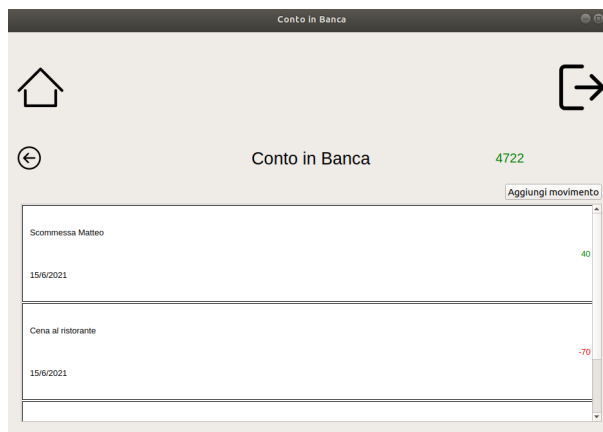 Conto in Banca
Conto in Banca
4722
Aggiungi movimento
Scommessa Matteo
40
15/6/2021
Cena al ristorante
-70
15/6/2021